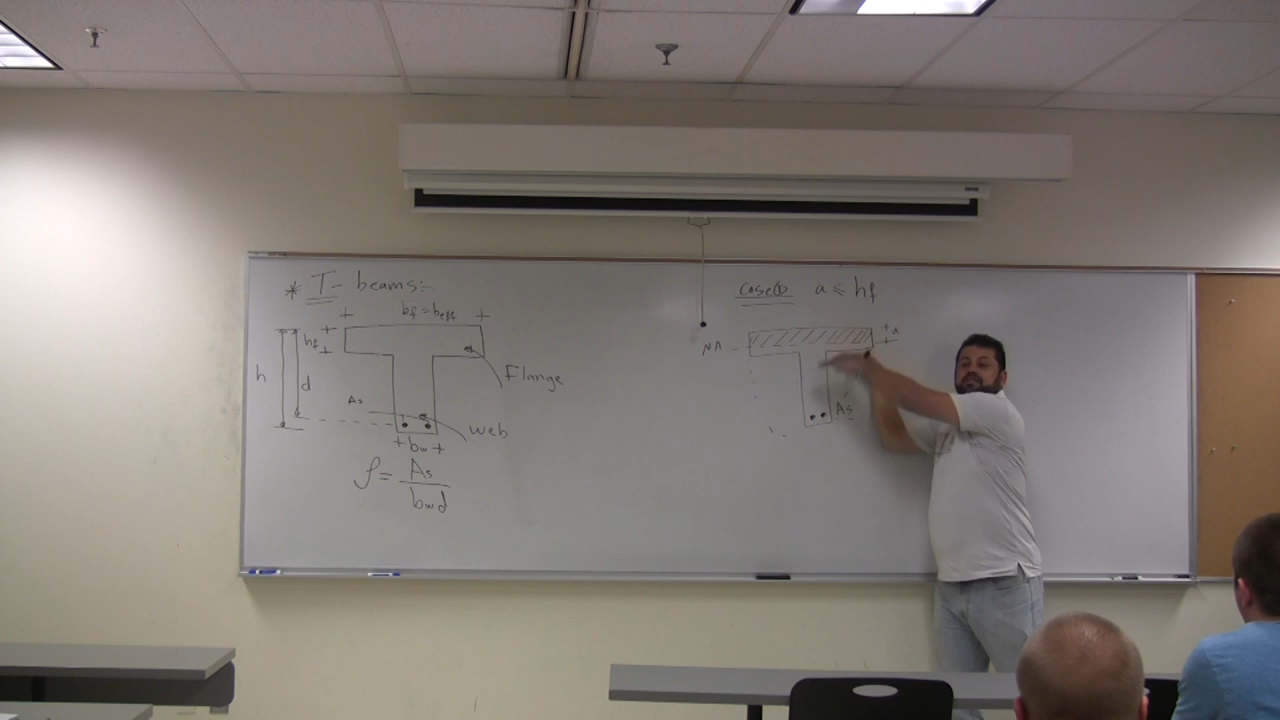 * T- beams:-
bf = beff
hf
h
d
Flange
As
web
bw
ρ = As / bwd
Case① a ≤ hf
a
NA
As